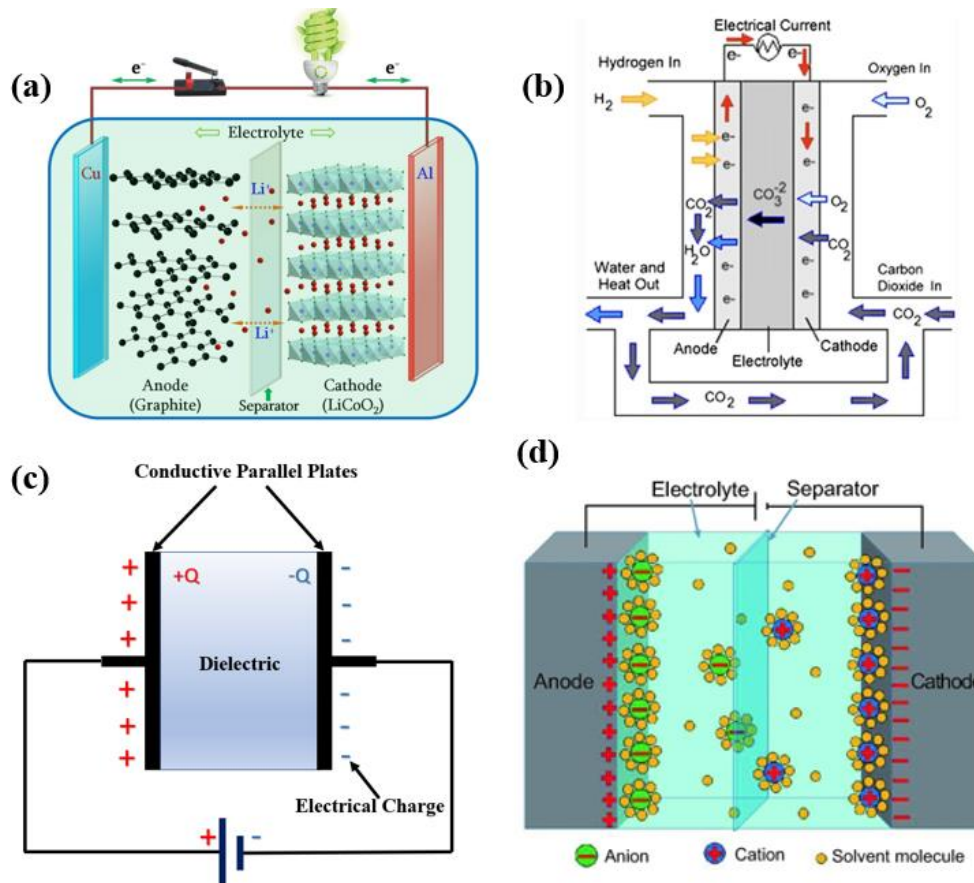 (a)
e⁻
e⁻
Electrolyte
Cu
Li⁺
Al
Li⁺
Anode
(Graphite)
Separator
Cathode
(LiCoO₂)
(b)
Electrical Current
e-
e-
Hydrogen In
Oxygen In
H₂
O₂
e-
e-
e-
e-
CO₃⁻²
CO₂
O₂
H₂O
CO₂
e-
e-
Water and
Heat Out
Carbon
Dioxide In
e-
e-
CO₂
Anode
Electrolyte
Cathode
CO₂
(c)
Conductive Parallel Plates
+Q
-Q
+
-
+
-
+
-
Dielectric
+
-
+
-
+
-
Electrical Charge
+
-
(d)
Electrolyte
Separator
Anode
Cathode
Anion
Cation
Solvent molecule